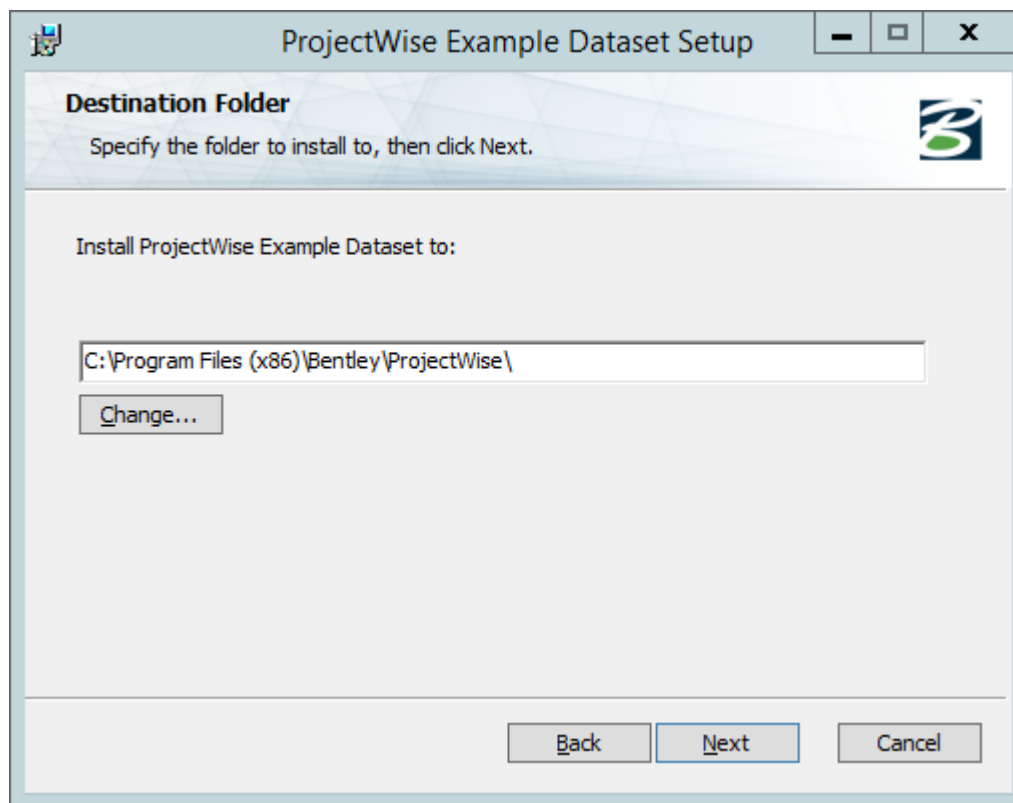 ProjectWise Example Dataset Setup
Destination Folder
Specify the folder to install to, then click Next.
Install ProjectWise Example Dataset to:
C:\Program Files (x86)\Bentley\ProjectWise\
Change...
Back Next Cancel